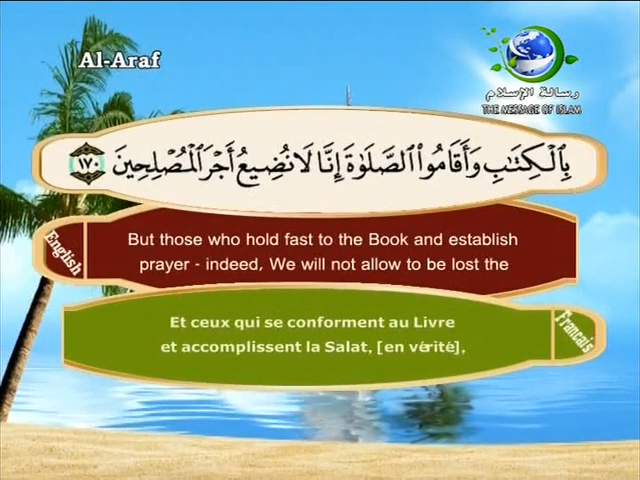 Al-Araf
رسالة الإسلام
THE MESSAGE OF ISLAM
بِٱلْكِتَٰبِ وَأَقَامُوا۟ ٱلصَّلَوٰةَ إِنَّا لَا نُضِيعُ أَجْرَ ٱلْمُصْلِحِينَ ١٧٠
English
But those who hold fast to the Book and establish
prayer - indeed, We will not allow to be lost the
Et ceux qui se conforment au Livre
et accomplissent la Salat, [en vérité],
Francais